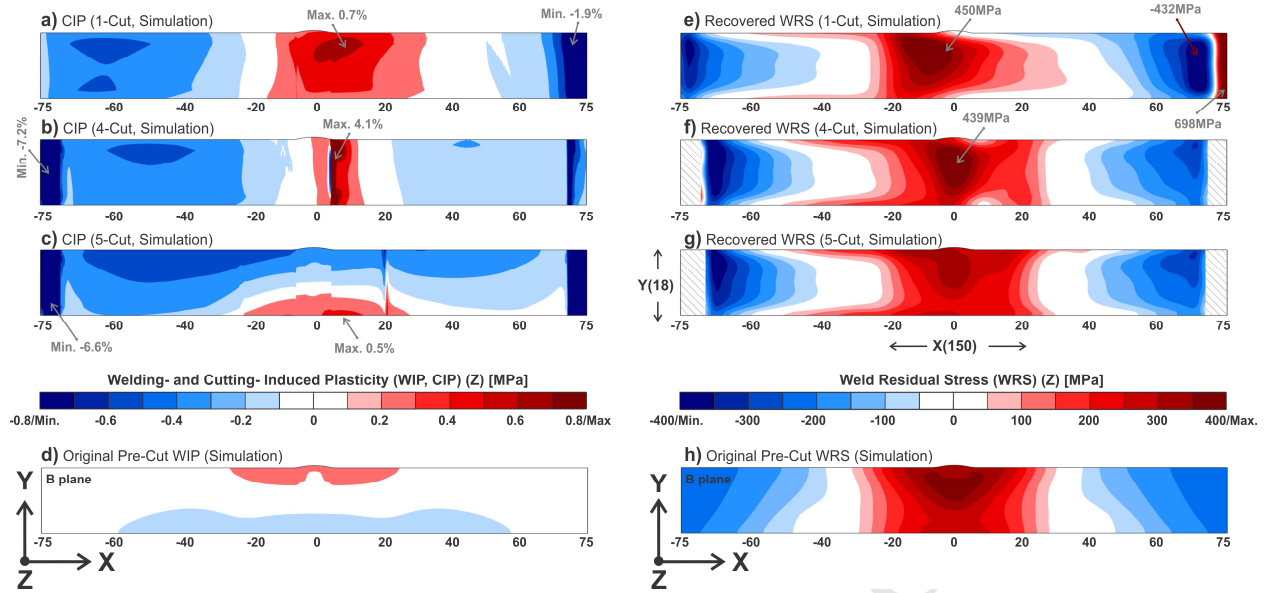 a) CIP (1-Cut, Simulation)
Max. 0.7%
Min. -1.9%
-75 -60 -40 -20 0 20 40 60 75
b) CIP (4-Cut, Simulation)
Min. -7.2%
Max. 4.1%
-75 -60 -40 -20 0 20 40 60 75
c) CIP (5-Cut, Simulation)
-75 -60 -40 -20 0 20 40 60 75
Min. -6.6%
Max. 0.5%
Welding- and Cutting- Induced Plasticity (WIP, CIP) (Z) [MPa]
-0.8/Min. -0.6 -0.4 -0.2 0 0.2 0.4 0.6 0.8/Max
d) Original Pre-Cut WIP (Simulation)
B plane
Y
-75 -60 -40 -20 0 20 40 60 75
X
Z
e) Recovered WRS (1-Cut, Simulation)
450MPa
-432MPa
-75 -60 -40 -20 0 20 40 60 75
698MPa
f) Recovered WRS (4-Cut, Simulation)
439MPa
-75 -60 -40 -20 0 20 40 60 75
g) Recovered WRS (5-Cut, Simulation)
Y(18)
-75 -60 -40 -20 0 20 40 60 75
X(150)
Weld Residual Stress (WRS) (Z) [MPa]
-400/Min. -300 -200 -100 0 100 200 300 400/Max.
h) Original Pre-Cut WRS (Simulation)
B plane
Y
-75 -60 -40 -20 0 20 40 60 75
X
Z